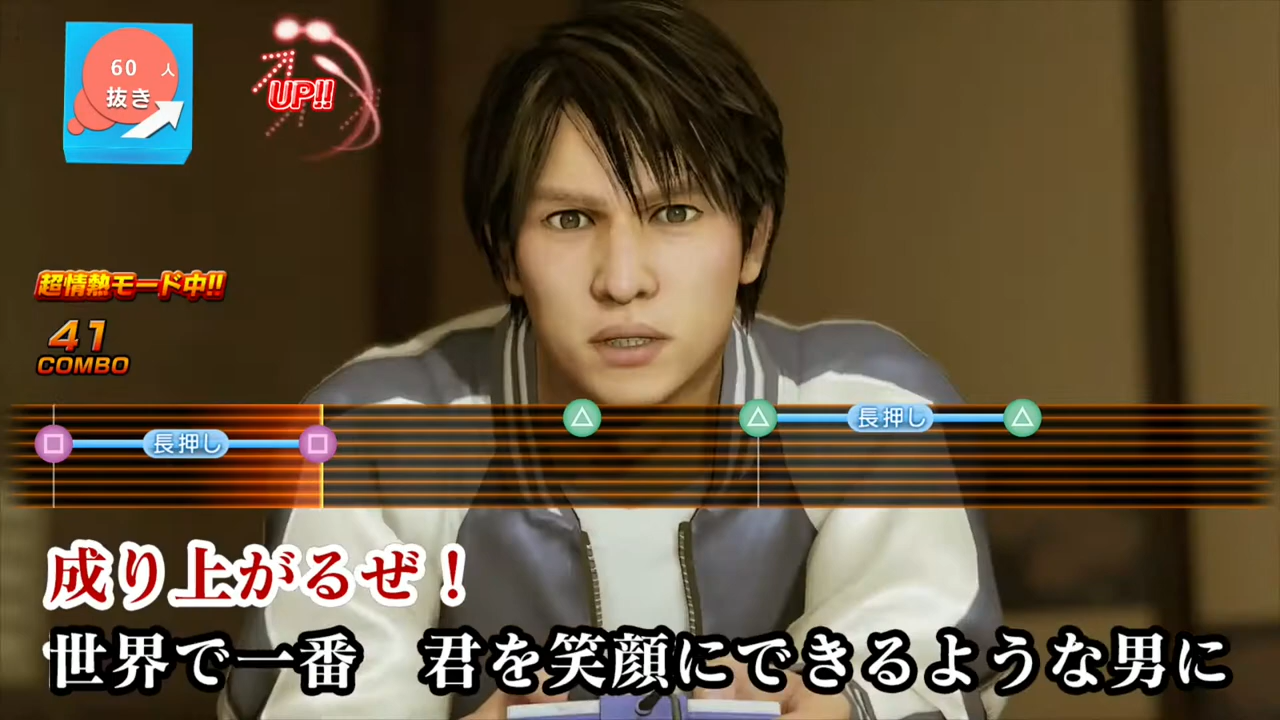 60 人
抜き
UP!!
超情熱モード中!!
41
COMBO
長押し
長押し
成り上がるぜ!
世界で一番 君を笑顔にできるような男に